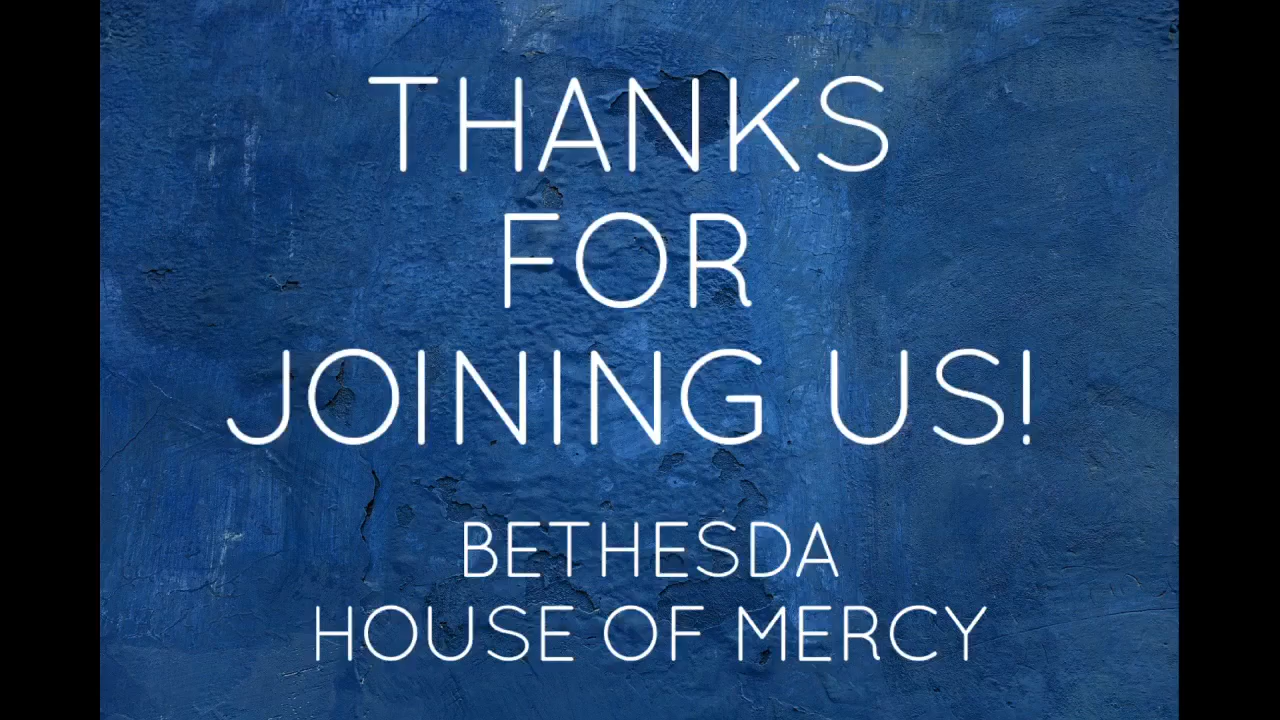 THANKS
FOR
JOINING US!
BETHESDA
HOUSE OF MERCY